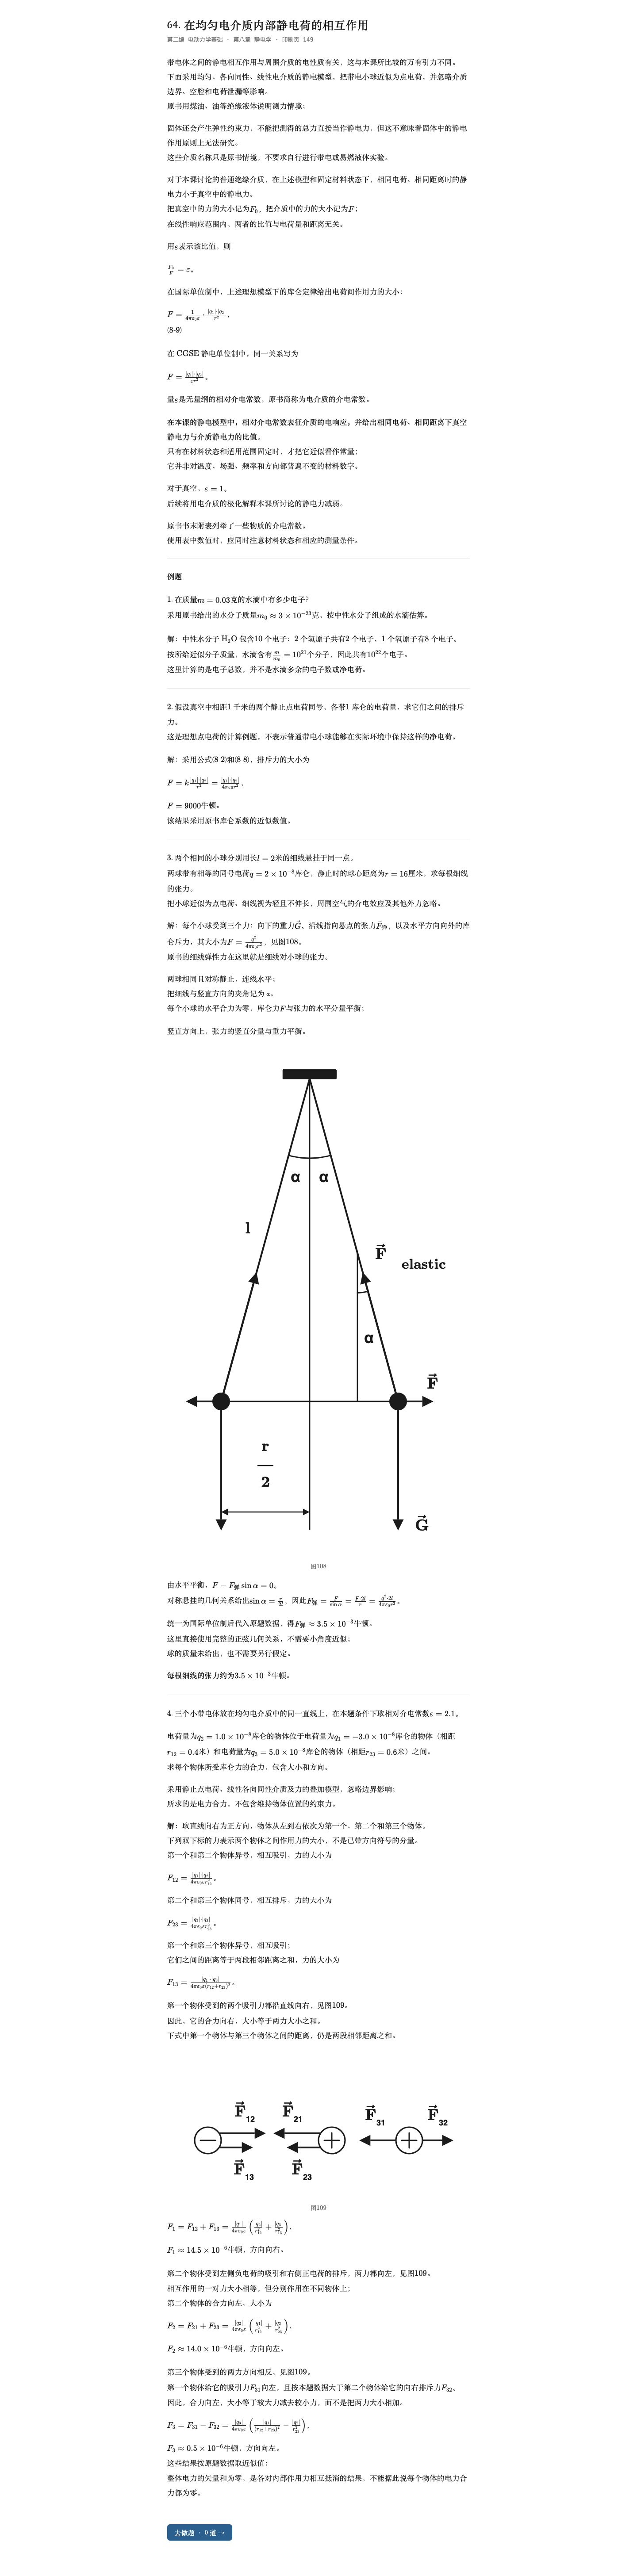 64. 在均匀电介质内部静电荷的相互作用
第二编 电动力学基础 · 第八章 静电学 · 印刷页 149
带电体之间的静电相互作用与周围介质的电性质有关，这与本课所比较的万有引力不同。
下面采用均匀、各向同性、线性电介质的静电模型，把带电小球近似为点电荷，并忽略介质
边界、空腔和电荷泄漏等影响。
原书用煤油、油等绝缘液体说明测力情境；
固体还会产生弹性约束力，不能把测得的总力直接当作静电力，但这不意味着固体中的静电
作用原则上无法研究。
这些介质名称只是原书情境，不要求自行进行带电或易燃液体实验。
对于本课讨论的普通绝缘介质，在上述模型和固定材料状态下，相同电荷、相同距离时的静
电力小于真空中的静电力。
把真空中的力的大小记为F₀，把介质中的力的大小记为F；
在线性响应范围内，两者的比值与电荷量和距离无关。
用ε表示该比值，则
F₀/F = ε。
在国际单位制中，上述理想模型下的库仑定律给出电荷间作用力的大小：
F = 1/(4πε₀ε) · |q₁|·|q₂|/r²，
(8-9)
在 CGSE 静电单位制中，同一关系写为
F = |q₁|·|q₂|/(εr²)。
量ε是无量纲的相对介电常数，原书简称为电介质的介电常数。
在本课的静电模型中，相对介电常数表征介质的电响应，并给出相同电荷、相同距离下真空
静电力与介质静电力的比值。
只有在材料状态和适用范围固定时，才把它近似看作常量；
它并非对温度、场强、频率和方向都普遍不变的材料数字。
对于真空，ε = 1。
后续将用电介质的极化解释本课所讨论的静电力减弱。
原书书末附表列举了一些物质的介电常数。
使用表中数值时，应同时注意材料状态和相应的测量条件。
例题
1. 在质量m = 0.03克的水滴中有多少电子？
采用原书给出的水分子质量m₀ ≈ 3 × 10⁻²³克，按中性水分子组成的水滴估算。
解：中性水分子 H₂O 包含10 个电子：2 个氢原子共有2 个电子，1 个氧原子有8 个电子。
按所给近似分子质量，水滴含有m/m₀ = 10²¹个分子，因此共有10²²个电子。
这里计算的是电子总数，并不是水滴多余的电子数或净电荷。
2. 假设真空中相距1 千米的两个静止点电荷同号，各带1 库仑的电荷量，求它们之间的排斥
力。
这是理想点电荷的计算例题，不表示普通带电小球能够在实际环境中保持这样的净电荷。
解：采用公式(8-2)和(8-8)，排斥力的大小为
F = k|q₁|·|q₂|/r² = |q₁|·|q₂|/(4πε₀r²)，
F = 9000牛顿。
该结果采用原书库仑系数的近似数值。
3. 两个相同的小球分别用长l = 2米的细线悬挂于同一点。
两球带有相等的同号电荷q = 2 × 10⁻⁸库仑，静止时的球心距离为r = 16厘米，求每根细线
的张力。
把小球近似为点电荷、细线视为轻且不伸长，周围空气的介电效应及其他外力忽略。
解：每个小球受到三个力：向下的重力G⃗、沿线指向悬点的张力F⃗弹，以及水平方向向外的库
仑斥力，其大小为F = q²/(4πε₀r²)，见图108。
原书的细线弹性力在这里就是细线对小球的张力。
两球相同且对称静止，连线水平；
把细线与竖直方向的夹角记为 α。
每个小球的水平合力为零，库仑力F与张力的水平分量平衡；
竖直方向上，张力的竖直分量与重力平衡。
α α
l
F⃗ elastic
α
F⃗
r/2
G⃗
图108
由水平平衡，F − F弹 sin α = 0。
对称悬挂的几何关系给出sin α = r/2l，因此F弹 = F/sin α = F·2l/r = q²·2l/(4πε₀r³)。
统一为国际单位制后代入原题数据，得F弹 ≈ 3.5 × 10⁻³牛顿。
这里直接使用完整的正弦几何关系，不需要小角度近似；
球的质量未给出，也不需另行假定。
每根细线的张力约为3.5 × 10⁻³牛顿。
4. 三个小带电体放在均匀电介质中的同一直线上，在本题条件下取相对介电常数ε = 2.1。
电荷量为q₂ = 1.0 × 10⁻⁸库仑的物体位于电荷量为q₁ = −3.0 × 10⁻⁸库仑的物体（相距
r₁₂ = 0.4米）和电荷量为q₃ = 5.0 × 10⁻⁸库仑的物体（相距r₂₃ = 0.6米）之间。
求每个物体所受库仑力的合力，包含大小和方向。
采用静止点电荷、线性各向同性介质及力的叠加模型，忽略边界影响；
所求的是电力合力，不包含维持物体位置的约束力。
解：取直线向右为正方向，物体从左到右依次为第一个、第二个和第三个物体。
下列双下标的力表示两个物体之间作用力的大小，不是已带方向符号的分量。
第一个和第二个物体异号，相互吸引，力的大小为
F₁₂ = |q₁|·|q₂|/(4πε₀εr₁₂²)。
第二个和第三个物体同号，相互排斥，力的大小为
F₂₃ = |q₂|·|q₃|/(4πε₀εr₂₃²)。
第一个和第三个物体异号，相互吸引；
它们之间的距离等于两段相邻距离之和，力的大小为
F₁₃ = |q₁|·|q₃|/(4πε₀ε(r₁₂+r₂₃)²)。
第一个物体受到的两个吸引力都沿直线向右，见图109。
因此，它的合力向右，大小等于两力大小之和。
下式中第一个物体与第三个物体之间的距离，仍是两段相邻距离之和。
F⃗₁₂ F⃗₂₁ F⃗₃₁ F⃗₃₂
− + +
F⃗₁₃ F⃗₂₃
图109
F₁ = F₁₂ + F₁₃ = |q₁|/(4πε₀ε) (|q₂|/r₁₂² + |q₃|/r₁₃²)，
F₁ ≈ 14.5 × 10⁻⁶牛顿，方向向右。
第二个物体受到左侧负电荷的吸引和右侧正电荷的排斥，两力都向左，见图109。
相互作用的一对力大小相等，但分别作用在不同物体上；
第二个物体的合力向左，大小为
F₂ = F₂₁ + F₂₃ = |q₂|/(4πε₀ε) (|q₁|/r₁₂² + |q₃|/r₂₃²)，
F₂ ≈ 14.0 × 10⁻⁶牛顿，方向向左。
第三个物体受到的两力方向相反，见图109。
第一个物体给它的吸引力F₃₁向左，且按本题数据大于第二个物体给它的向右排斥力F₃₂。
因此，合力向左，大小等于较大力减去较小力，而不是把两力大小相加。
F₃ = F₃₁ − F₃₂ = |q₃|/(4πε₀ε) (|q₁|/(r₁₂+r₂₃)² − |q₂|/r₂₃²)，
F₃ ≈ 0.5 × 10⁻⁶牛顿，方向向左。
这些结果按原题数据取近似值；
整体电力的矢量和为零，是各对内部作用力相互抵消的结果，不能据此说每个物体的电力合
力都为零。
去做题 · 0 道 →